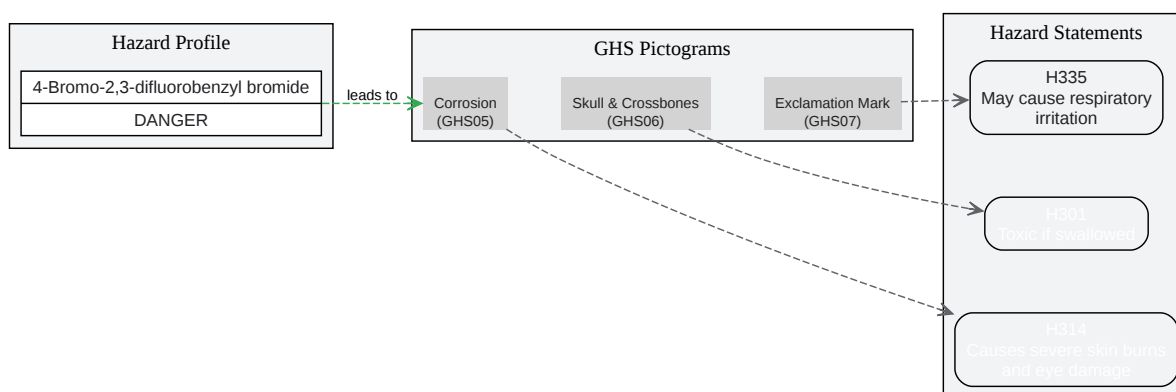 Hazard Profile
4-Bromo-2,3-difluorobenzyl bromide
DANGER
leads to
GHS Pictograms
Corrosion
(GHS05)
Skull & Crossbones
(GHS06)
Exclamation Mark
(GHS07)
Hazard Statements
H335
May cause respiratory
irritation
H301
Toxic if swallowed
H314
Causes severe skin burns
and eye damage